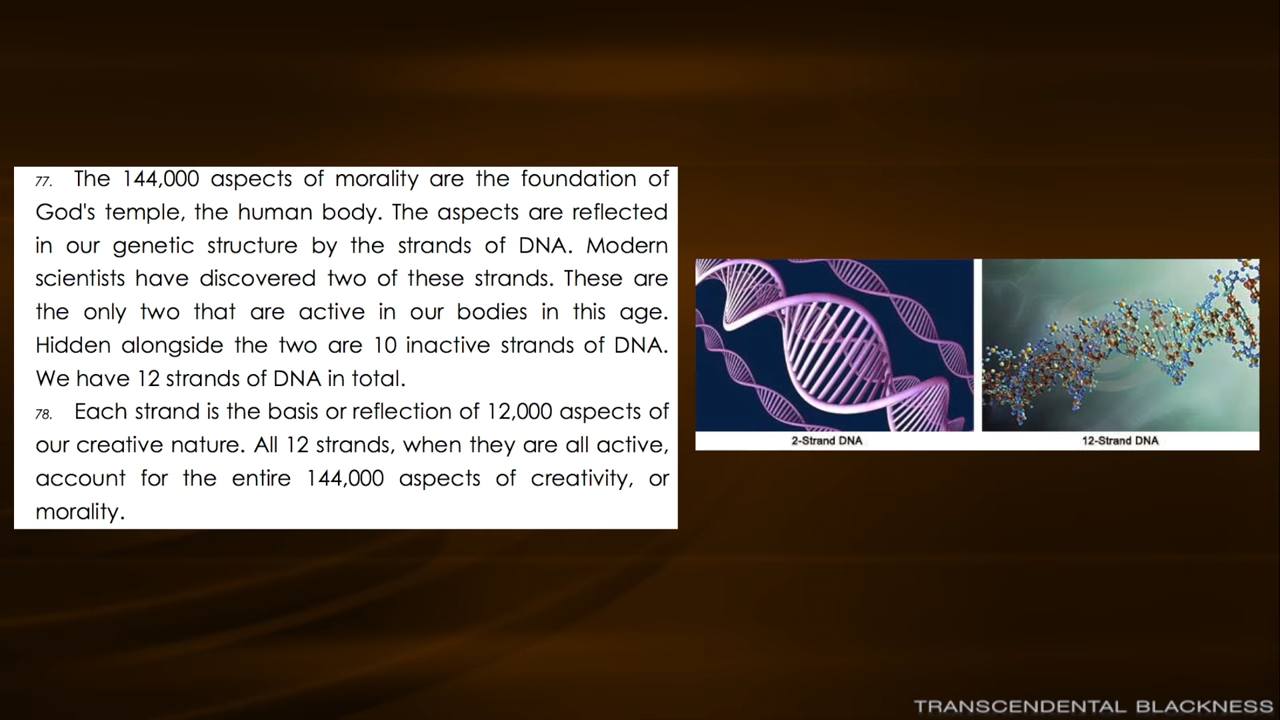 77. The 144,000 aspects of morality are the foundation of
God's temple, the human body. The aspects are reflected
in our genetic structure by the strands of DNA. Modern
scientists have discovered two of these strands. These are
the only two that are active in our bodies in this age.
Hidden alongside the two are 10 inactive strands of DNA.
We have 12 strands of DNA in total.
78. Each strand is the basis or reflection of 12,000 aspects of
our creative nature. All 12 strands, when they are all active,
account for the entire 144,000 aspects of creativity, or
morality.
2-Strand DNA
12-Strand DNA
TRANSCENDENTAL BLACKNESS